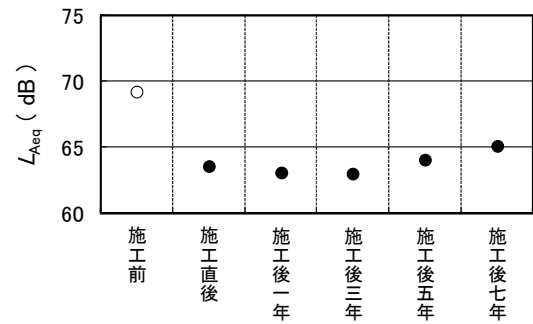 75
70
65
60
L_Aeq ( dB )
施工前
施工直後
施工後一年
施工後三年
施工後五年
施工後七年